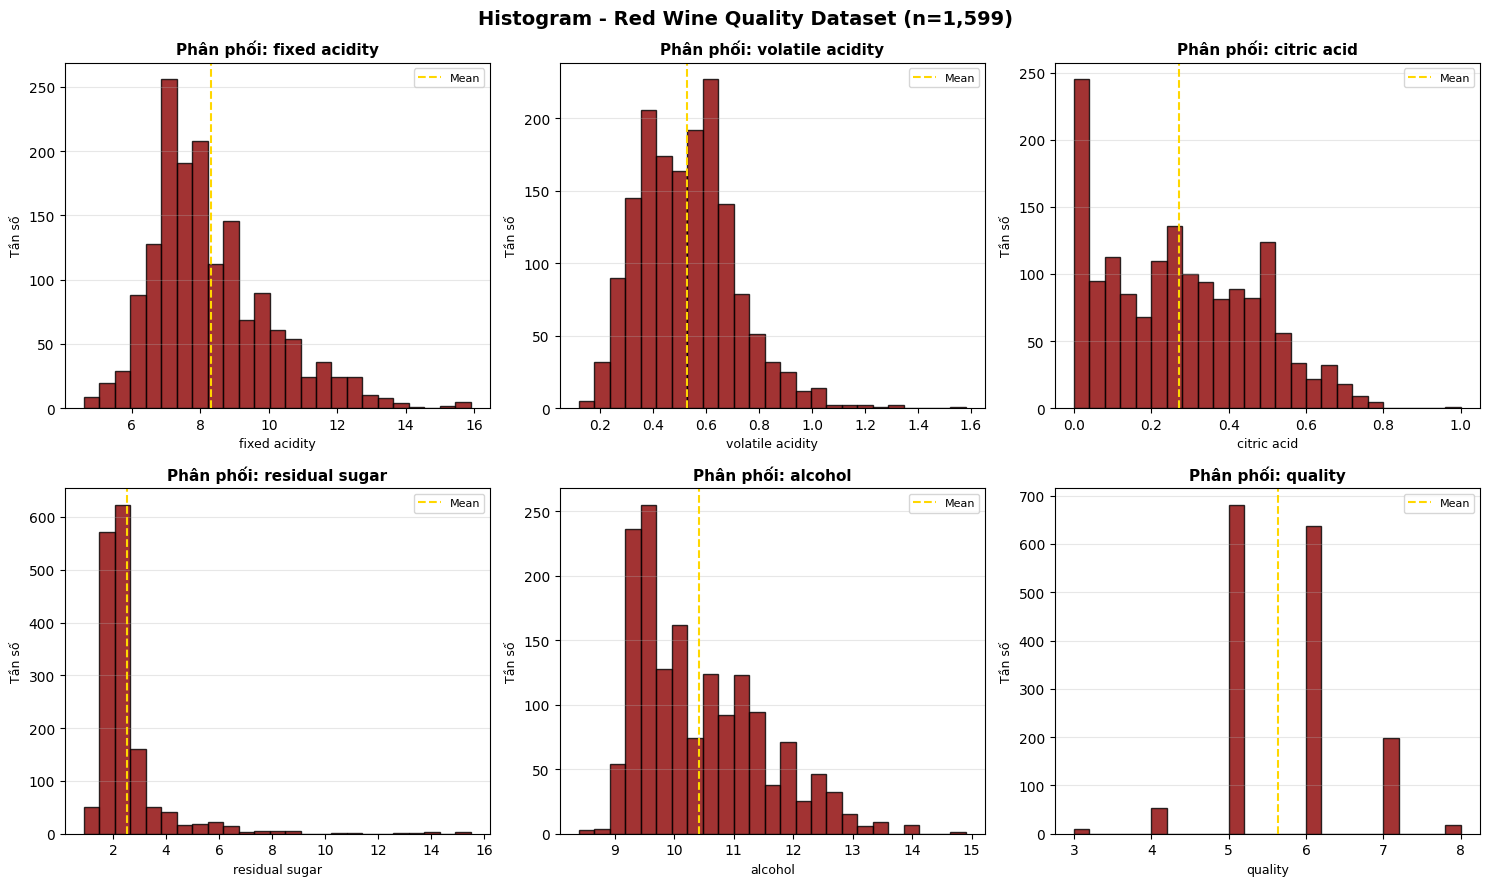 Histogram - Red Wine Quality Dataset (n=1,599)
Phân phối: fixed acidity
Mean
Tần số
250
200
150
100
50
0
6 8 10 12 14 16
fixed acidity
Phân phối: volatile acidity
Mean
Tần số
200
150
100
50
0
0.2 0.4 0.6 0.8 1.0 1.2 1.4 1.6
volatile acidity
Phân phối: citric acid
Mean
Tần số
250
200
150
100
50
0
0.0 0.2 0.4 0.6 0.8 1.0
citric acid
Phân phối: residual sugar
Mean
Tần số
600
500
400
300
200
100
0
2 4 6 8 10 12 14 16
residual sugar
Phân phối: alcohol
Mean
Tần số
250
200
150
100
50
0
9 10 11 12 13 14 15
alcohol
Phân phối: quality
Mean
Tần số
700
600
500
400
300
200
100
0
3 4 5 6 7 8
quality